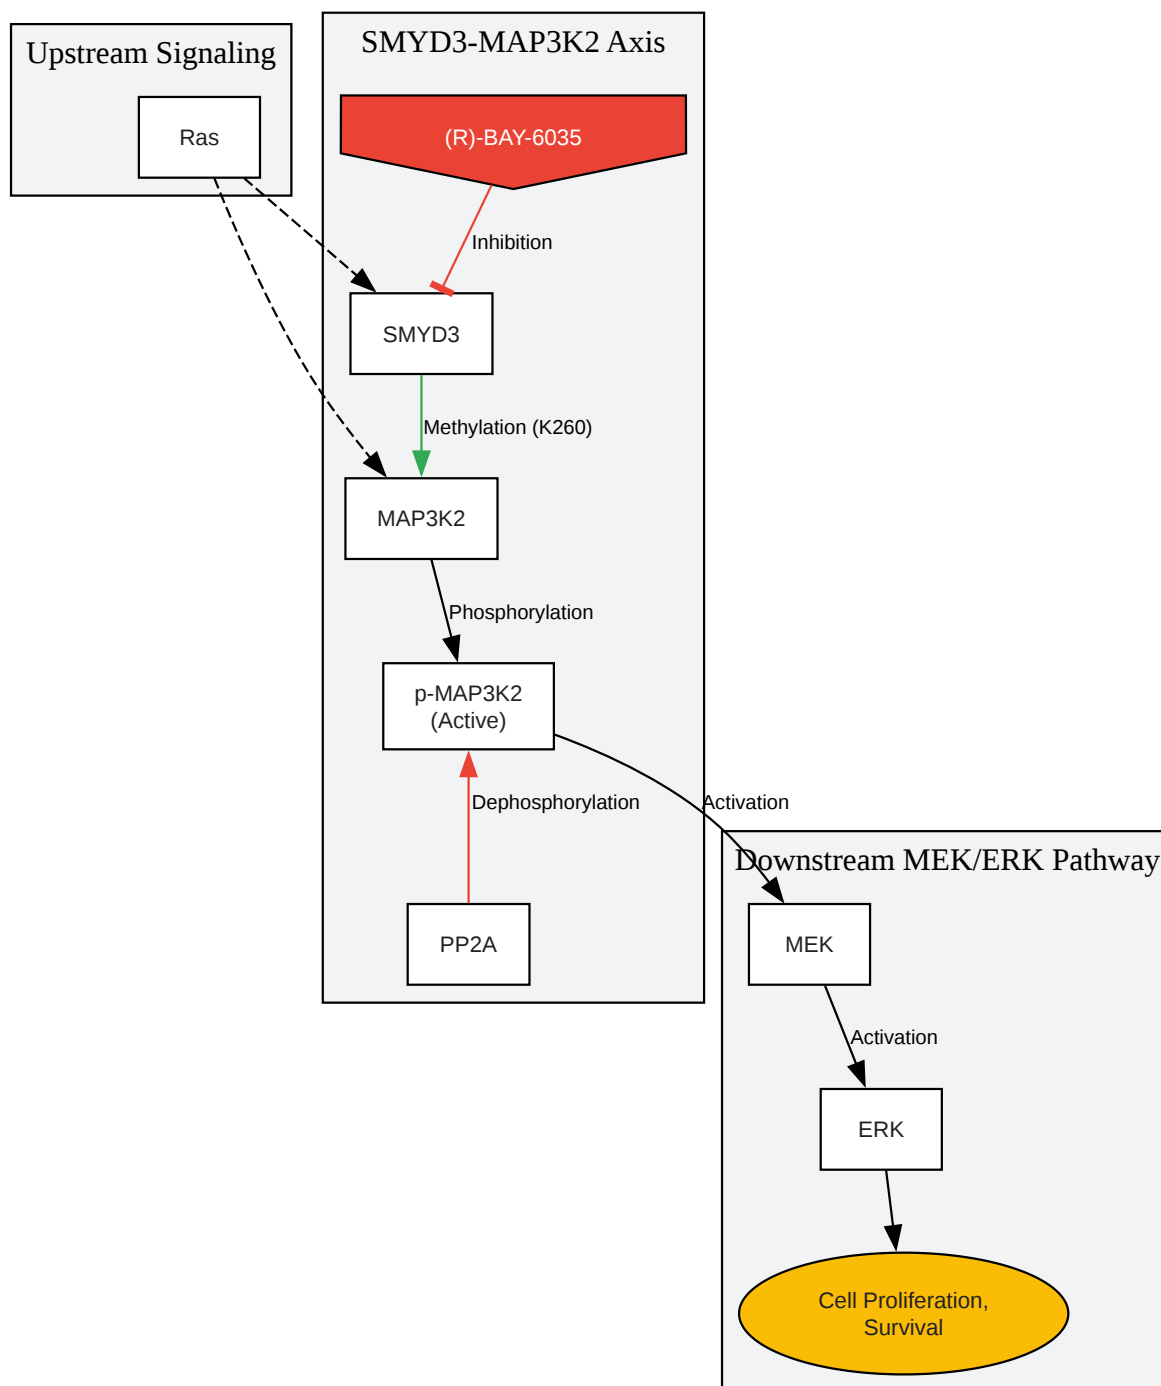 Upstream Signaling
Ras
SMYD3-MAP3K2 Axis
(R)-BAY-6035
Inhibition
SMYD3
Methylation (K260)
MAP3K2
Phosphorylation
p-MAP3K2
(Active)
Dephosphorylation
Activation
PP2A
Downstream MEK/ERK Pathway
MEK
Activation
ERK
Cell Proliferation,
Survival